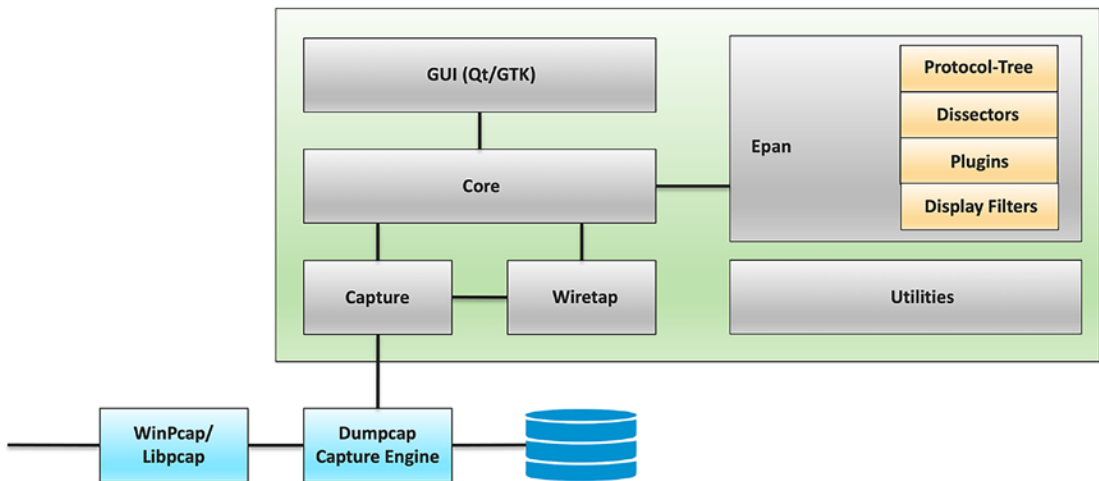 GUI (Qt/GTK)
Core
Capture
Wiretap
Epan
Protocol-Tree
Dissectors
Plugins
Display Filters
Utilities
WinPcap/
Libpcap
Dumpcap
Capture Engine